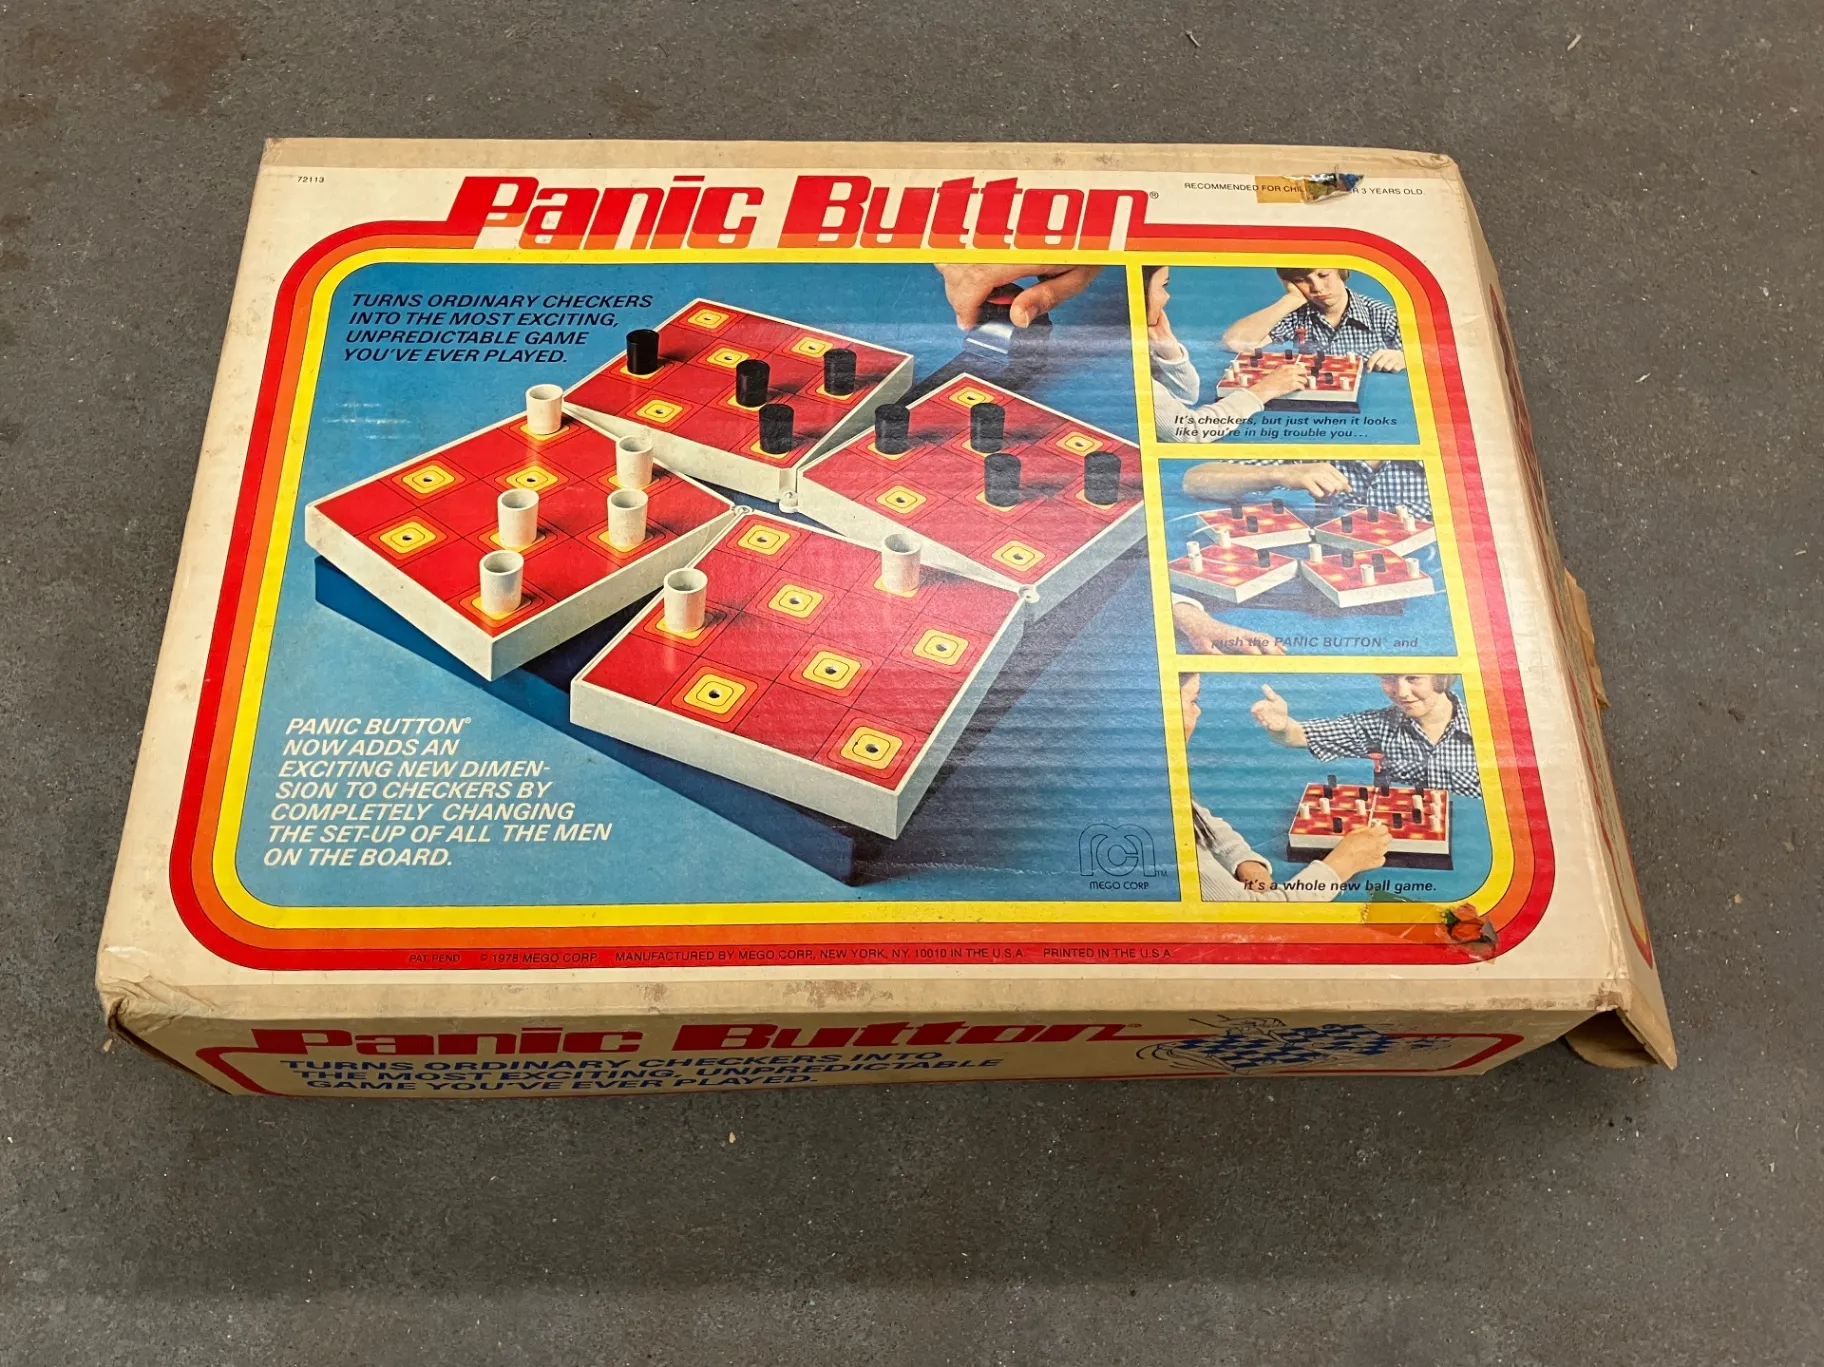 72113
Panic Button®
RECOMMENDED FOR 3 YEARS OLD.
TURNS ORDINARY CHECKERS
INTO THE MOST EXCITING,
UNPREDICTABLE GAME
YOU'VE EVER PLAYED.
It's checkers, but just when it looks
like you're in big trouble you...
push the PANIC BUTTON® and
PANIC BUTTON®
NOW ADDS AN
EXCITING NEW DIMEN-
SION TO CHECKERS BY
COMPLETELY CHANGING
THE SET-UP OF ALL THE MEN
ON THE BOARD.
MEGO CORP TM
it's a whole new ball game.
PAT. PEND. © 1978 MEGO CORP. MANUFACTURED BY MEGO CORP., NEW YORK, N.Y. 10010 IN THE U.S.A. PRINTED IN THE U.S.A.
Panic Button®
TURNS ORDINARY CHECKERS INTO
THE MOST EXCITING, UNPREDICTABLE
GAME YOU'VE EVER PLAYED.